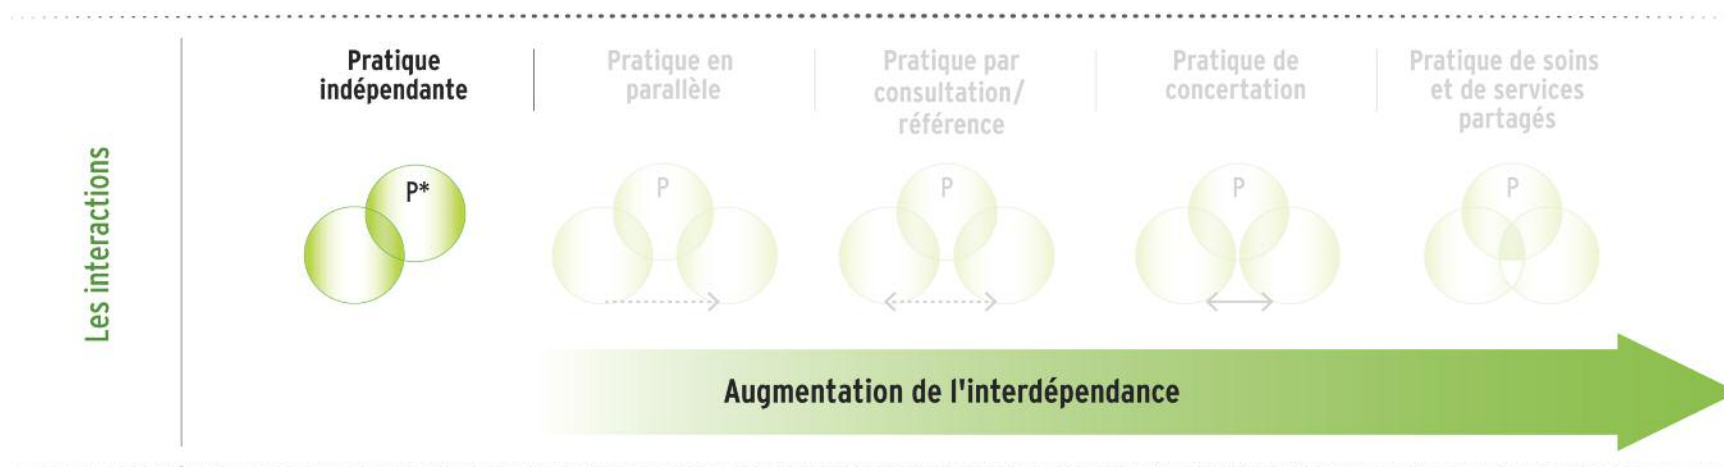 Les interactions
Pratique
indépendante
Pratique en
parallèle
Pratique par
consultation/
référence
Pratique de
concertation
Pratique de soins
et de services
partagés
P*
P
P
P
P
Augmentation de l'interdépendance